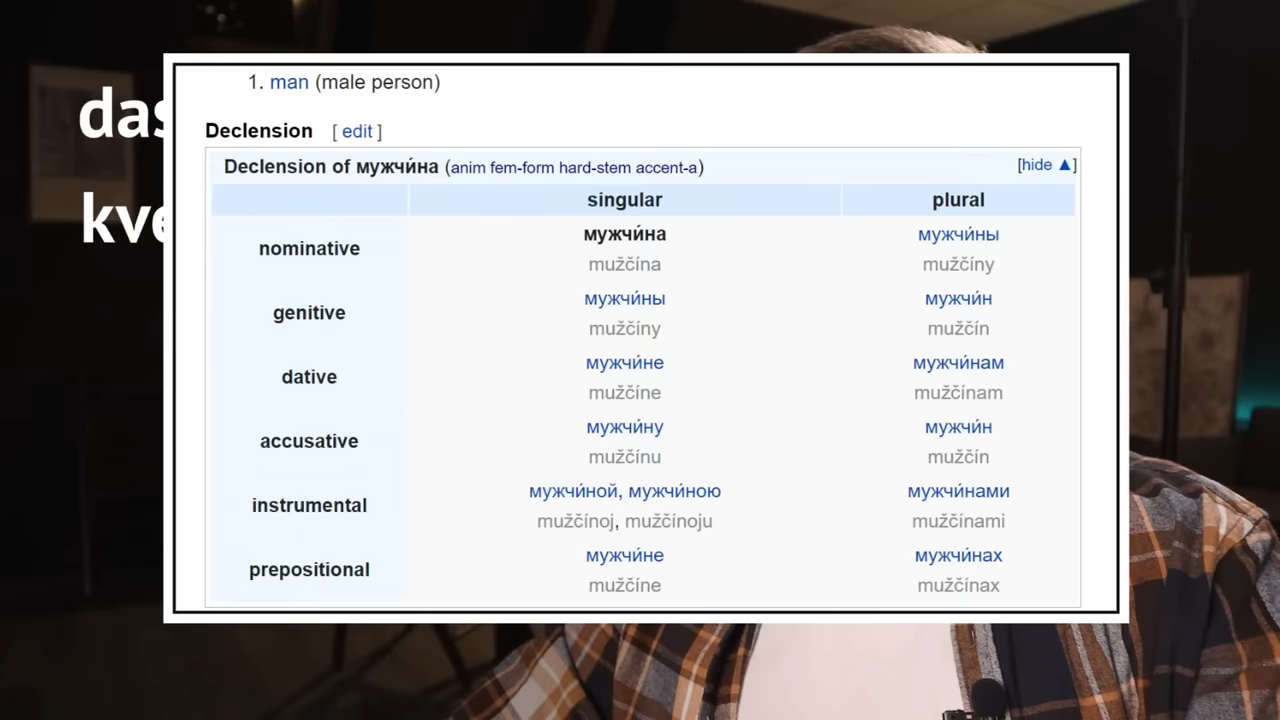 das
kve
1. man (male person)
Declension [ edit ]
Declension of мужчи́на (anim fem-form hard-stem accent-a) [hide ▲]
singular plural
nominative мужчи́на мужчи́ны
mužčína mužčíny
genitive мужчи́ны мужчи́н
mužčíny mužčín
dative мужчи́не мужчи́нам
mužčíne mužčínam
accusative мужчи́ну мужчи́н
mužčínu mužčín
instrumental мужчи́ной, мужчи́ною мужчи́нами
mužčínoj, mužčínoju mužčínami
prepositional мужчи́не мужчи́нах
mužčíne mužčínax